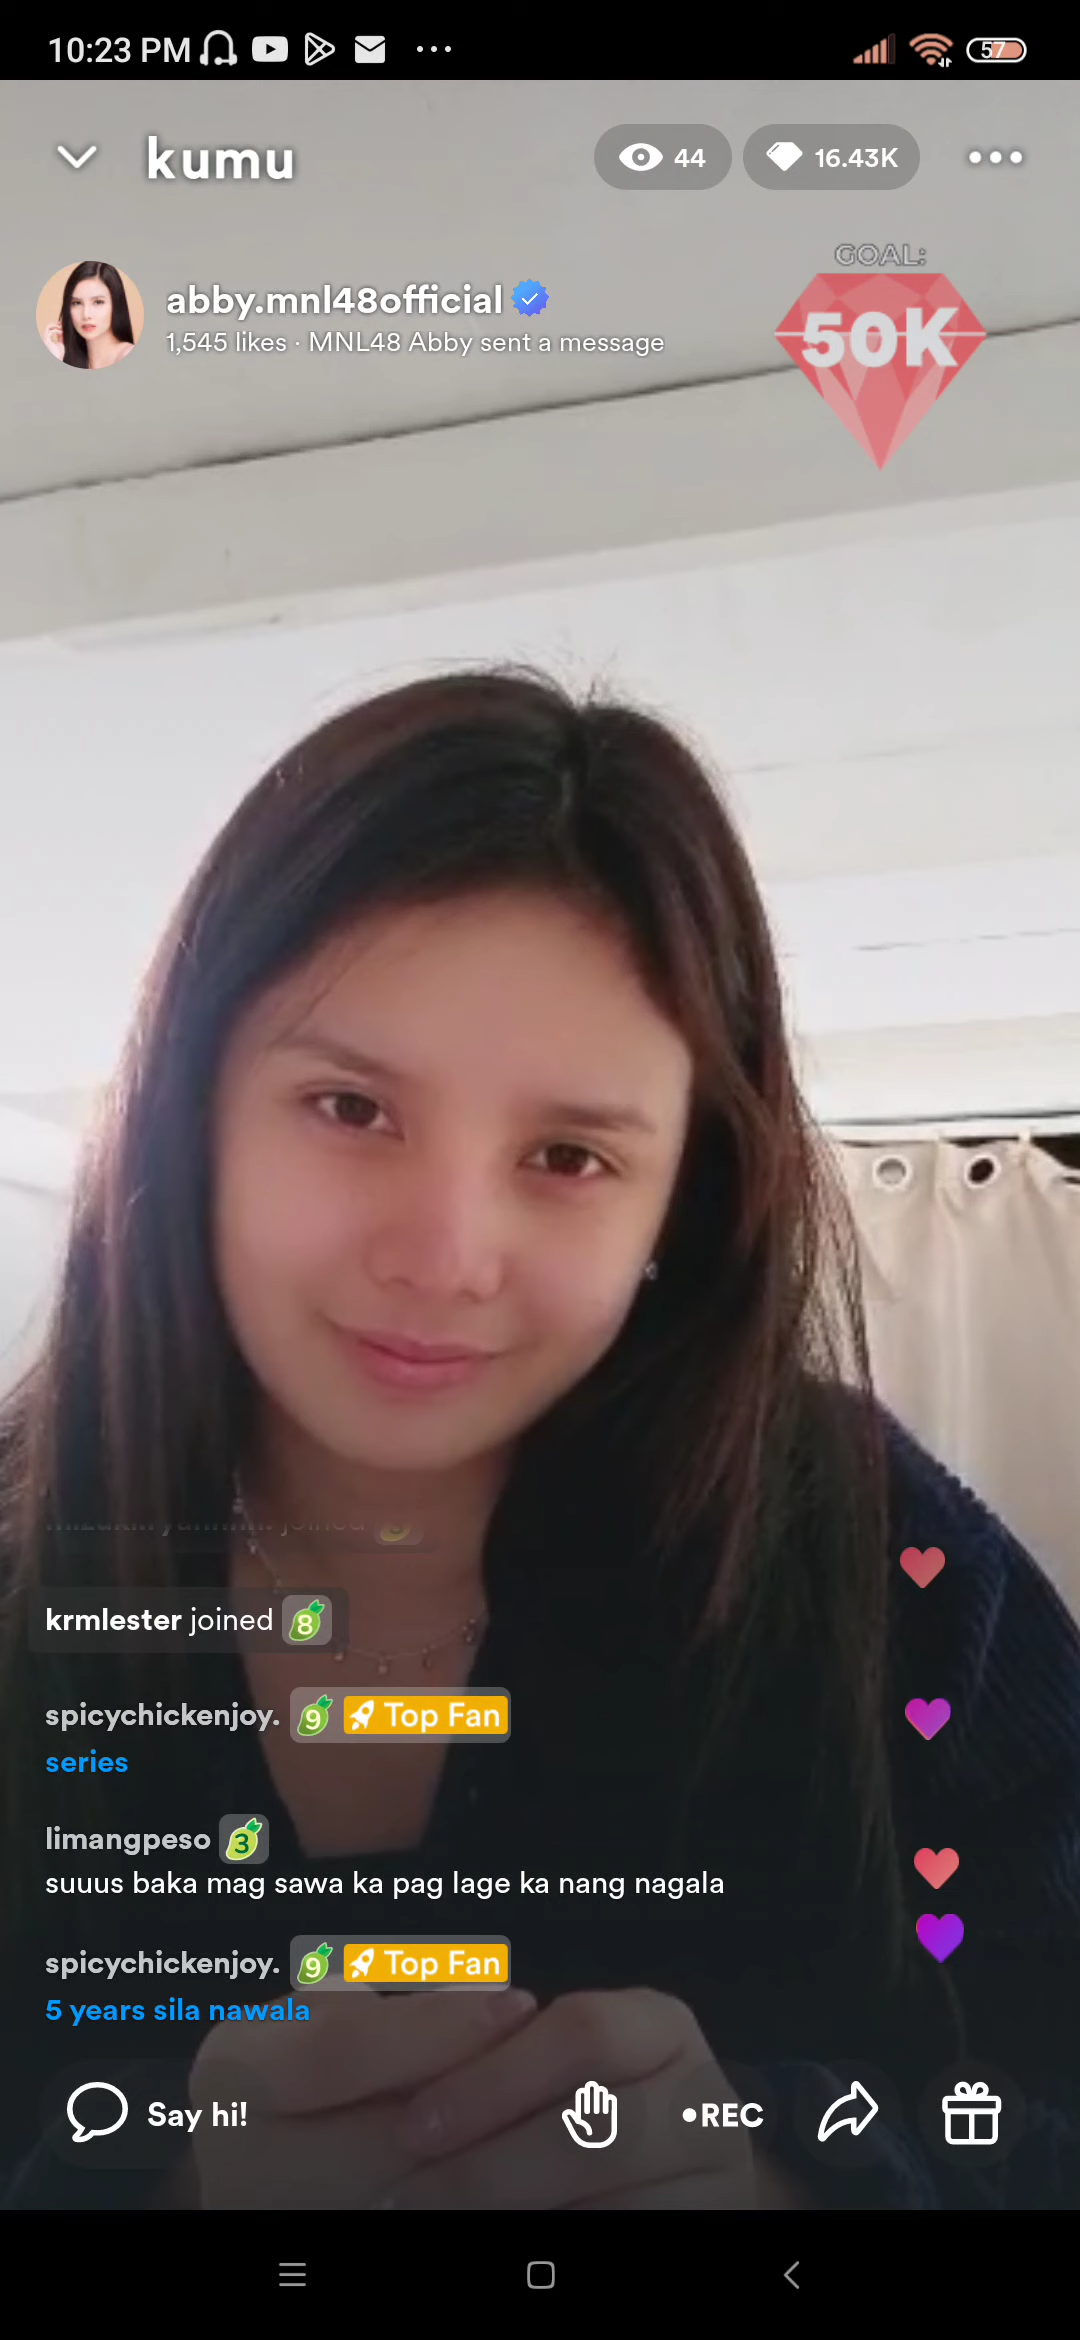 10:23 PM
57
kumu
44
16.43K
GOAL:
50K
abby.mnl48official
1,545 likes · MNL48 Abby sent a message
joined
krmlester joined 8
spicychickenjoy. 9 Top Fan
series
limangpeso 3
suuus baka mag sawa ka pag lage ka nang nagala
spicychickenjoy. 9 Top Fan
5 years sila nawala
Say hi!
•REC